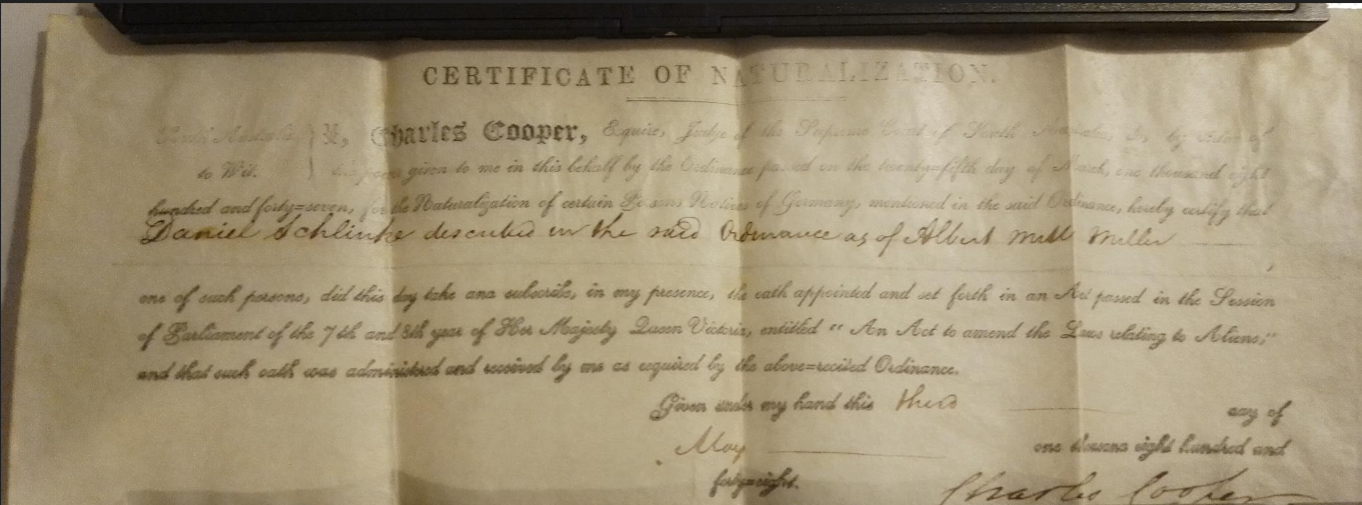 CERTIFICATE OF NATURALIZATION.
South Australia, } I, Charles Cooper, Esquire, Judge of the Supreme Court of South Australia, do, by virtue of
to Wit. } the power given to me in this behalf by the Ordinance passed on the twenty=fifth day of March, one thousand eight
hundred and forty=seven, for the Naturalization of certain Persons Natives of Germany, mentioned in the said Ordinance, hereby certify that
Daniel Schlinke described in the said Ordinance as of Albert Mill Miller
one of such persons, did this day take and subscribe, in my presence, the oath appointed and set forth in an Act passed in the Session
of Parliament of the 7th and 8th year of Her Majesty Queen Victoria, entitled "An Act to amend the Laws relating to Aliens;"
and that such oath was administered and received by me as required by the above=recited Ordinance.
Given under my hand this third day of
May one thousand eight hundred and
forty=eight.
Charles Cooper